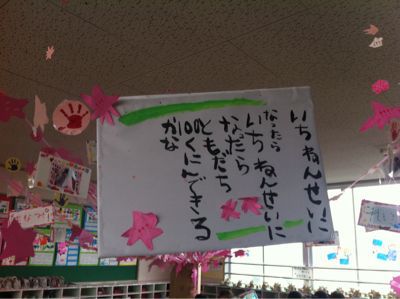 いちねんせいに
なったら
いちねんせいに
なったら
ともだち
100にんできる
かな